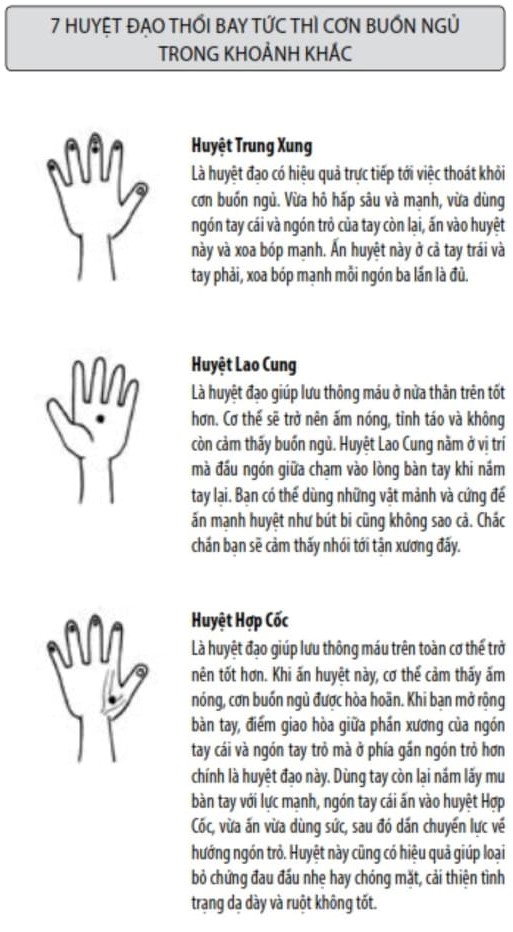 7 HUYỆT ĐẠO THỔI BAY TỨC THÌ CƠN BUỒN NGỦ
TRONG KHOẢNH KHẮC
Huyệt Trung Xung
Là huyệt đạo có hiệu quả trực tiếp tới việc thoát khỏi
cơn buồn ngủ. Vừa hô hấp sâu và mạnh, vừa dùng
ngón tay cái và ngón trỏ của tay còn lại, ấn vào huyệt
này và xoa bóp mạnh. Ấn huyệt này ở cả tay trái và
tay phải, xoa bóp mạnh mỗi ngón ba lần là đủ.
Huyệt Lao Cung
Là huyệt đạo giúp lưu thông máu ở nửa thân trên tốt
hơn. Cơ thể sẽ trở nên ấm nóng, tỉnh táo và không
còn cảm thấy buồn ngủ. Huyệt Lao Cung nằm ở vị trí
mà đầu ngón giữa chạm vào lòng bàn tay khi nắm
tay lại. Bạn có thể dùng những vật mảnh và cứng để
ấn mạnh huyệt như bút bi cũng không sao cả. Chắc
chắn bạn sẽ cảm thấy nhói tới tận xương đấy.
Huyệt Hợp Cốc
Là huyệt đạo giúp lưu thông máu trên toàn cơ thể trở
nên tốt hơn. Khi ấn huyệt này, cơ thể cảm thấy ấm
nóng, cơn buồn ngủ được hòa hoãn. Khi bạn mở rộng
bàn tay, điểm giao hòa giữa phần xương của ngón
tay cái và ngón tay trỏ mà ở phía gần ngón trỏ hơn
chính là huyệt đạo này. Dùng tay còn lại nắm lấy mu
bàn tay với lực mạnh, ngón tay cái ấn vào huyệt Hợp
Cốc, vừa ấn vừa dùng sức, sau đó dần chuyển lực về
hướng ngón trỏ. Huyệt này cũng có hiệu quả giúp loại
bỏ chứng đau đầu nhẹ hay chóng mặt, cải thiện tình
trạng dạ dày và ruột không tốt.